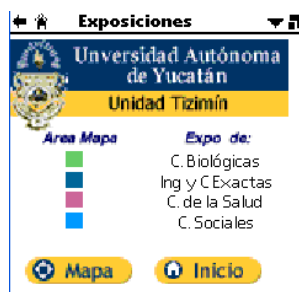 Exposiciones
Unversidad Autónoma
de Yucatán
Unidad Tizimín
Area Mapa Expo de:
C. Biológicas
Ing y C Exactas
C. de la Salud
C. Sociales
Mapa Inicio